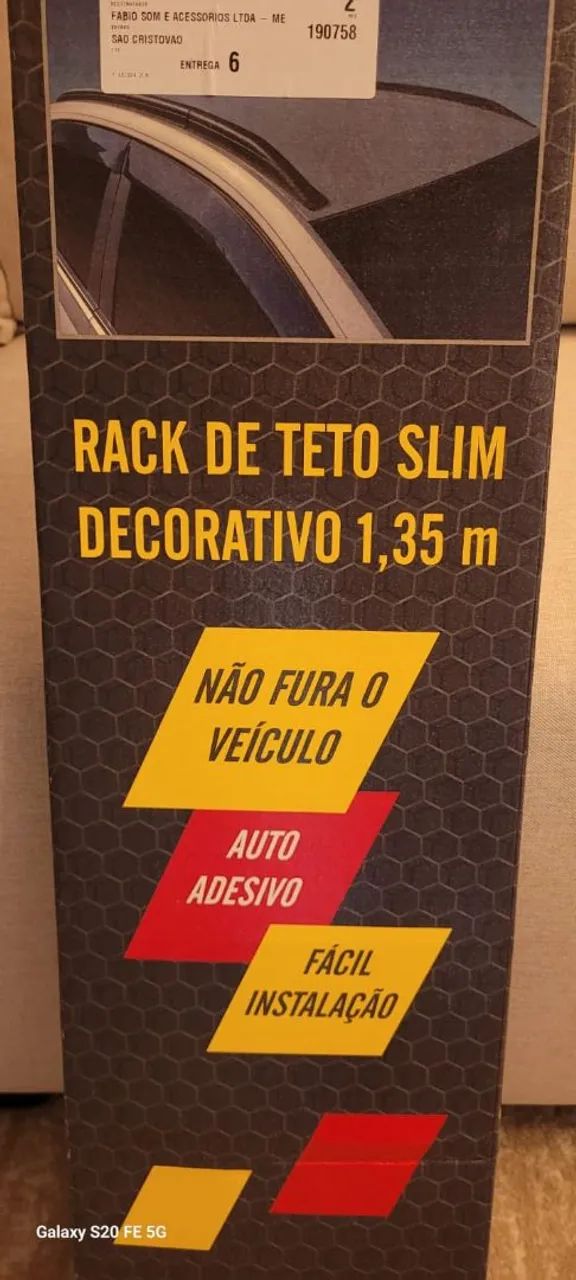 DESTINATARIO
FABIO SOM E ACESSORIOS LTDA - ME
2
190758
SAO CRISTOVAO
ENTREGA 6
RACK DE TETO SLIM
DECORATIVO 1,35 m
NÃO FURA O
VEÍCULO
AUTO
ADESIVO
FÁCIL
INSTALAÇÃO
Galaxy S20 FE 5G